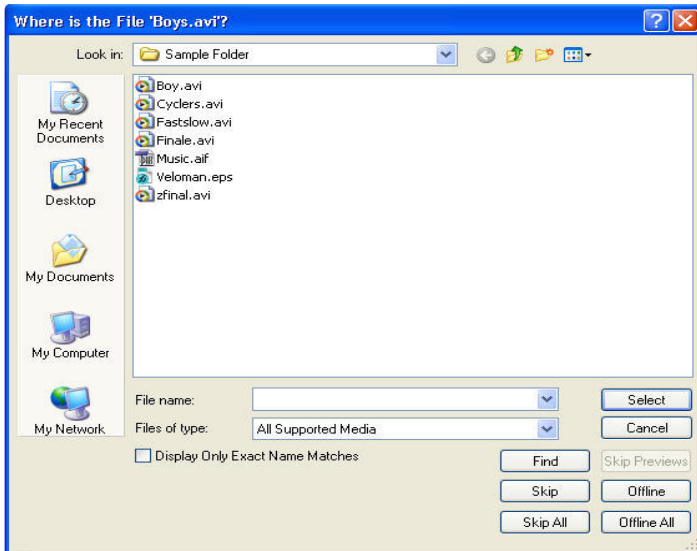 Where is the File 'Boys.avi'?
Look in: Sample Folder
My Recent Documents
Desktop
My Documents
My Computer
My Network
Boy.avi
Cyclers.avi
Fastslow.avi
Finale.avi
Music.aif
Veloman.eps
zfinal.avi
File name:
Select
Files of type: All Supported Media
Cancel
Display Only Exact Name Matches
Find
Skip Previews
Skip
Offline
Skip All
Offline All